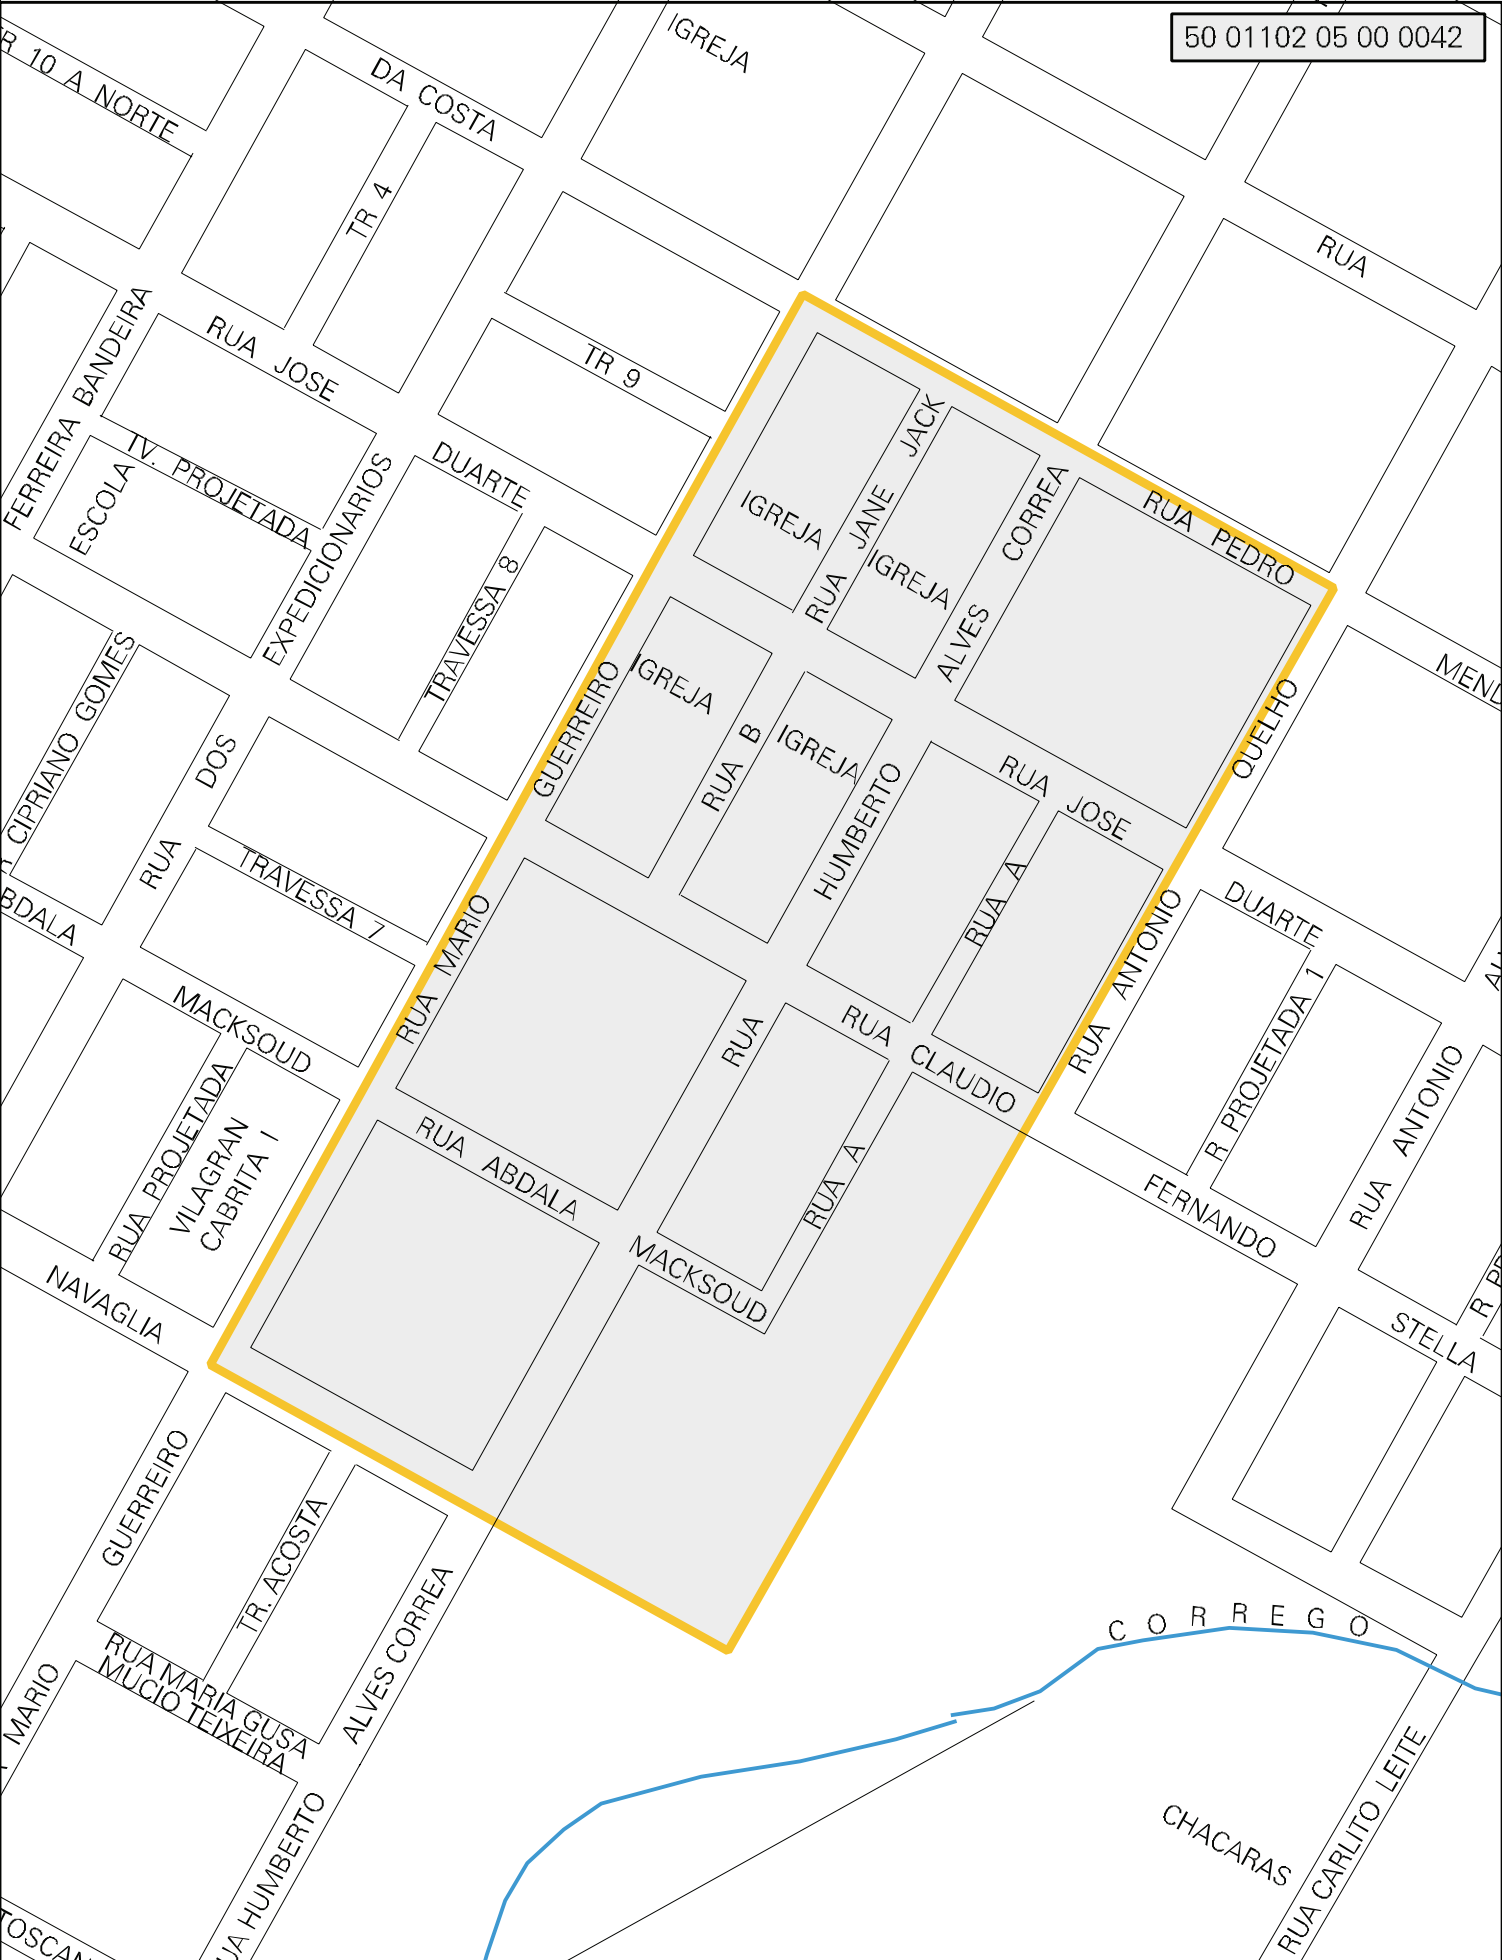 50 01102 05 00 0042
IGREJA
R 10 A NORTE
DA COSTA
TR 4
RUA
FERREIRA BANDEIRA
RUA JOSE
TR 9
TV. PROJETADA
ESCOLA
EXPEDICIONARIOS
DUARTE
TRAVESSA 8
RUA JANE JACK
IGREJA
IGREJA
ALVES CORREA
RUA PEDRO
MEND
CIPRIANO GOMES
RUA DOS
IGREJA
GUERREIRO
RUA B
IGREJA
HUMBERTO
RUA JOSE
QUELHO
TRAVESSA 7
BDALA
RUA MARIO
RUA A
DUARTE
RUA ANTONIO
R PROJETADA 1
MACKSOUD
RUA
RUA CLAUDIO
RUA PROJETADA
VILAGRAN
CABRITA I
RUA ABDALA
RUA A
FERNANDO
RUA ANTONIO
NAVAGLIA
MACKSOUD
STELLA
GUERREIRO
TR. ACOSTA
ALVES CORREA
CORREGO
RUA MARIA GUSA
MUCIO TEIXEIRA
MARIO
UA HUMBERTO
CHACARAS
RUA CARLITO LEITE
TOSCAN